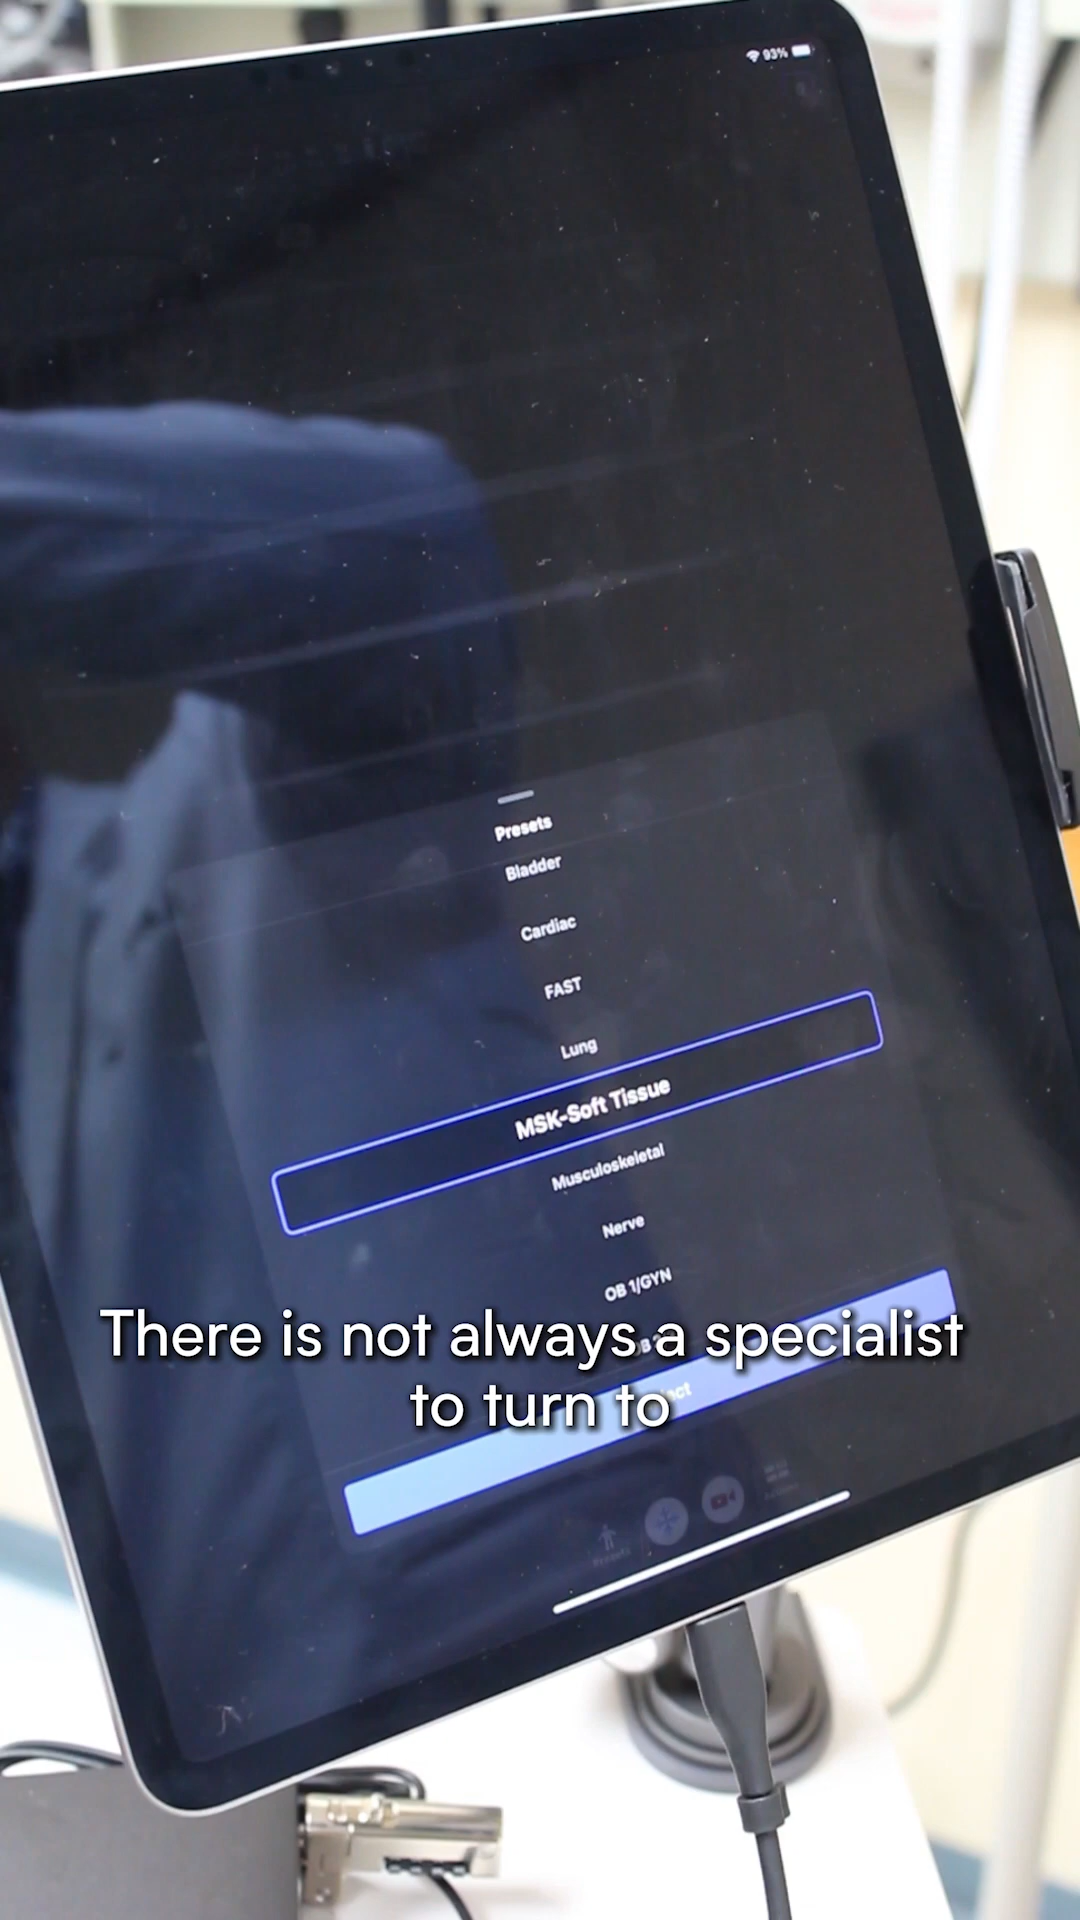 93%
Presets
Bladder
Cardiac
FAST
Lung
MSK-Soft Tissue
Musculoskeletal
Nerve
OB 1/GYN
There is not always a specialist
to turn to